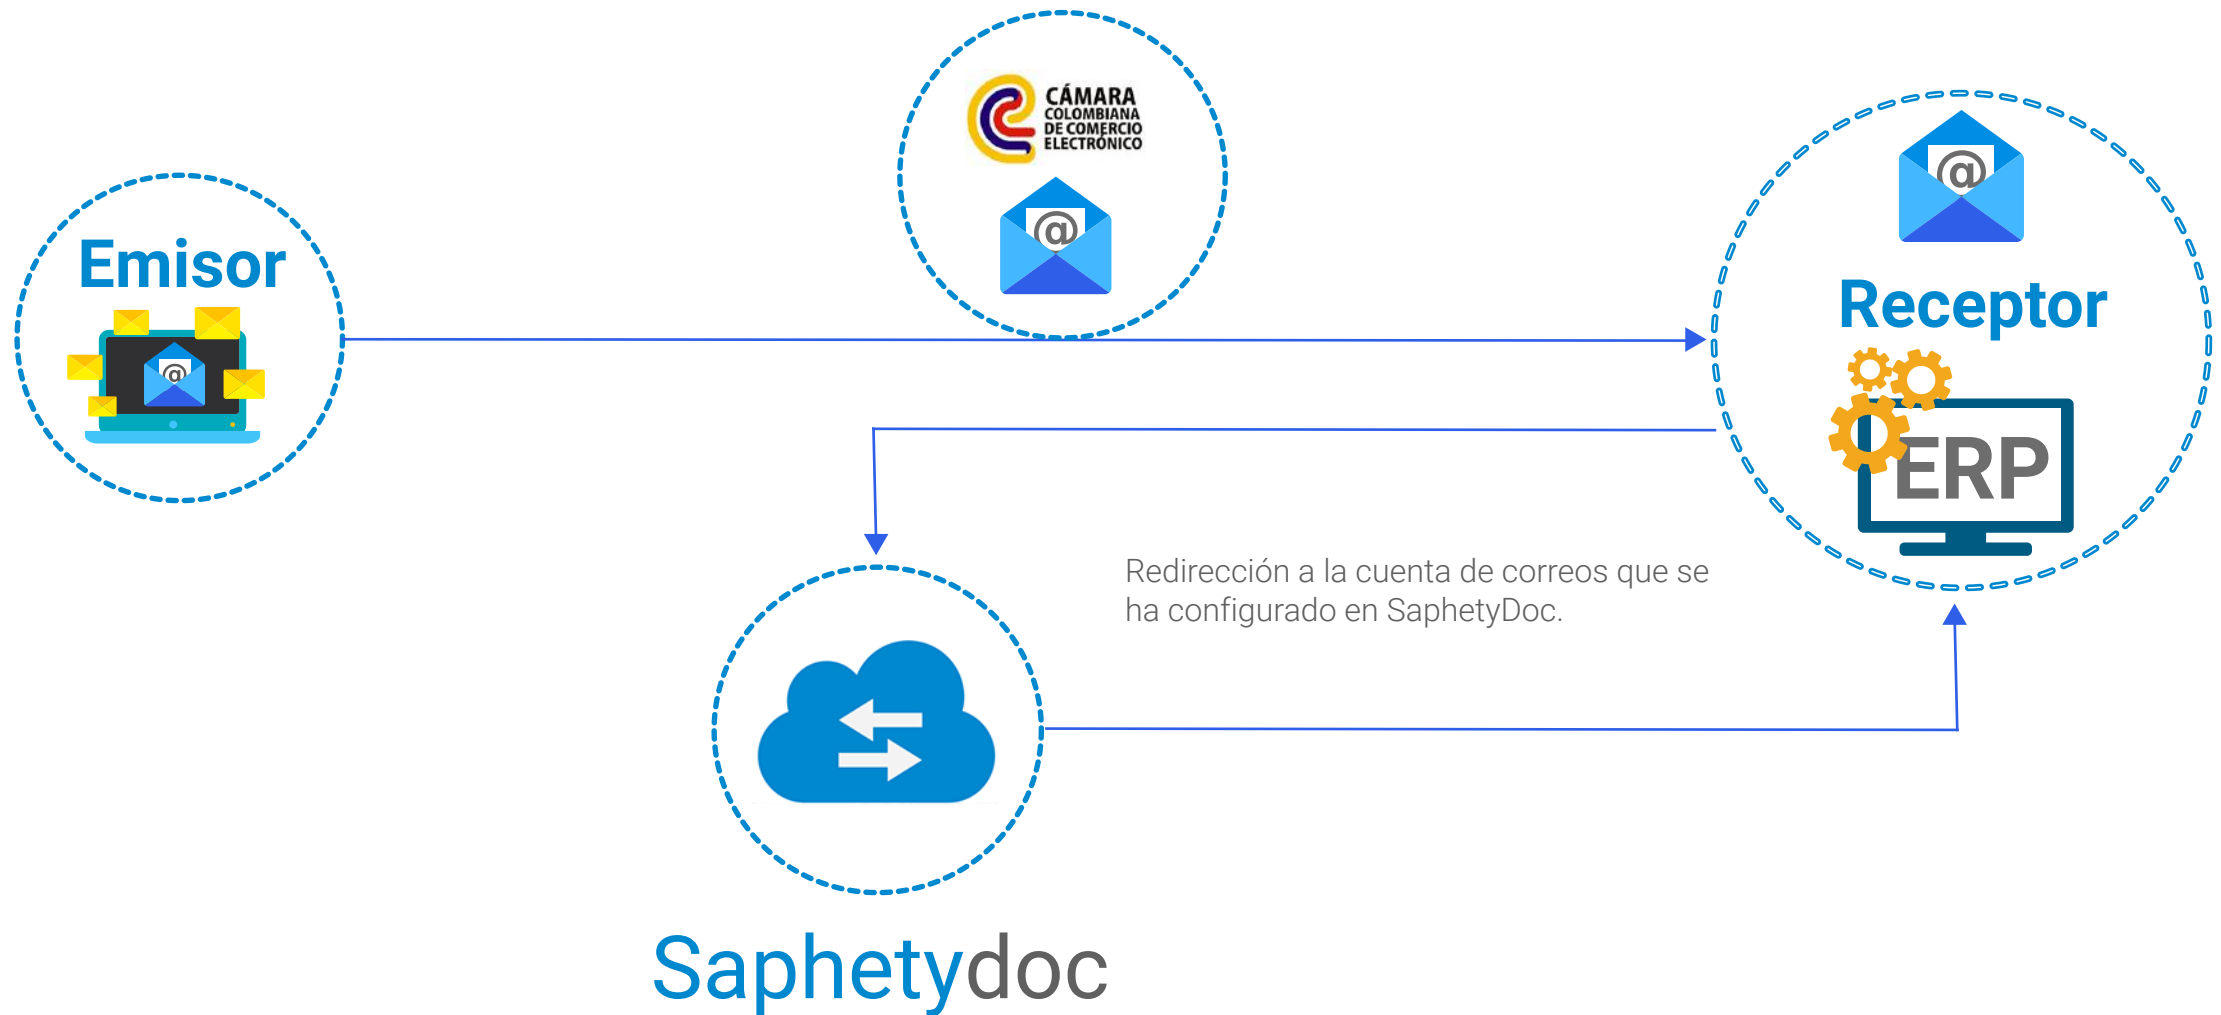 CÁMARA
COLOMBIANA
DE COMERCIO
ELECTRÓNICO
@
@
Emisor
@
Receptor
ERP
Redirección a la cuenta de correos que se
ha configurado en SaphetyDoc.
Saphetydoc